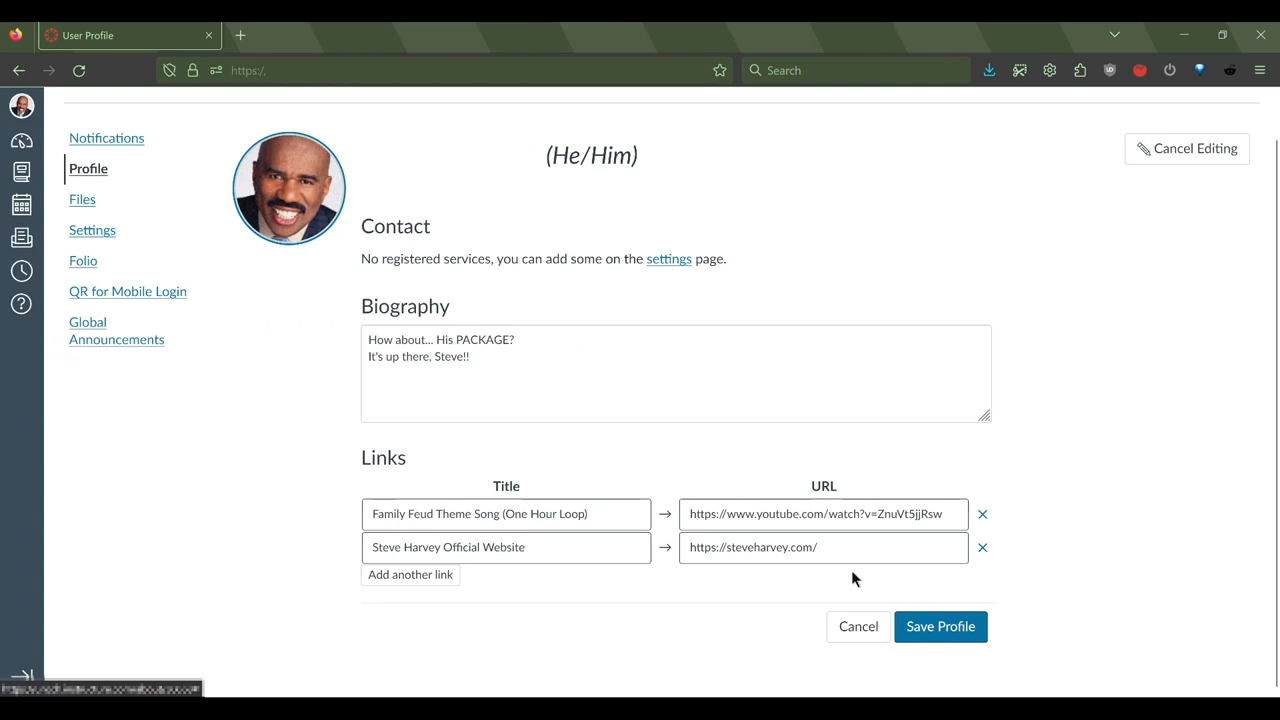 User Profile
https:/,
Search
Notifications
Profile
Files
Settings
Folio
QR for Mobile Login
Global
Announcements
(He/Him)
Cancel Editing
Contact
No registered services, you can add some on the settings page.
Biography
How about... His PACKAGE?
It's up there, Steve!!
Links
Title
URL
Family Feud Theme Song (One Hour Loop)
https://www.youtube.com/watch?v=ZnuVt5jjRsw
Steve Harvey Official Website
https://steveharvey.com/
Add another link
Cancel
Save Profile